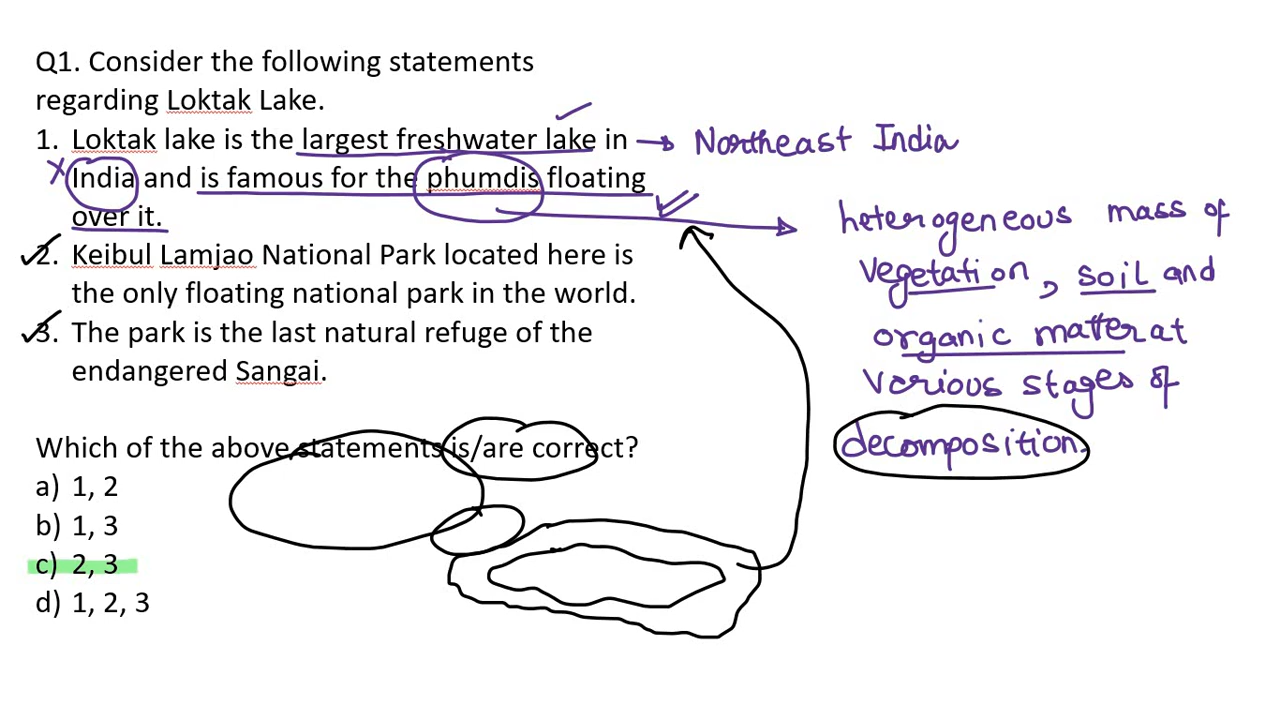 Q1. Consider the following statements
regarding Loktak Lake.
1. Loktak lake is the largest freshwater lake in → Northeast India
India and is famous for the phumdis floating
over it.
2. Keibul Lamjao National Park located here is
the only floating national park in the world.
3. The park is the last natural refuge of the
endangered Sangai.
Which of the above statements is/are correct?
a) 1, 2
b) 1, 3
c) 2, 3
d) 1, 2, 3
heterogeneous mass of
vegetation, soil and
organic matter at
various stages of
decomposition.